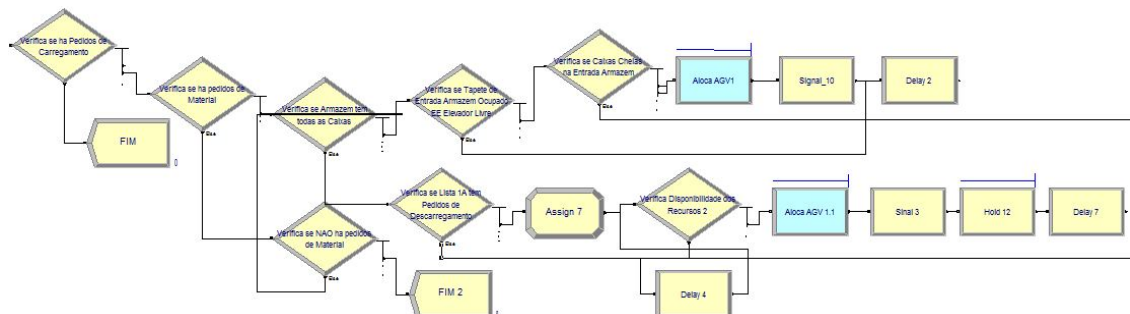 Verifica se ha Pedidos de
Carregamento
FIM
0
Verifica se ha pedidos de
Material
Else
Verifica se Armazem tem
todas as Caixas
Else
Verifica se NAO ha pedidos
de Material
Else
FIM 2
Verifica se Tapete de
Entrada Armazem Ocupado
EE Elevador Livre
Else
Verifica se Caixas Cheias
na Entrada Armazem
Else
Aloca AGV1
Signal_10
Delay 2
Verifica se Lista 1A tem
Pedidos de
Descarregamento
Else
Assign 7
Verifica Disponibilidade dos
Recursos 2
Else
Delay 4
Aloca AGV 1.1
Sinal 3
Hold 12
Delay 7